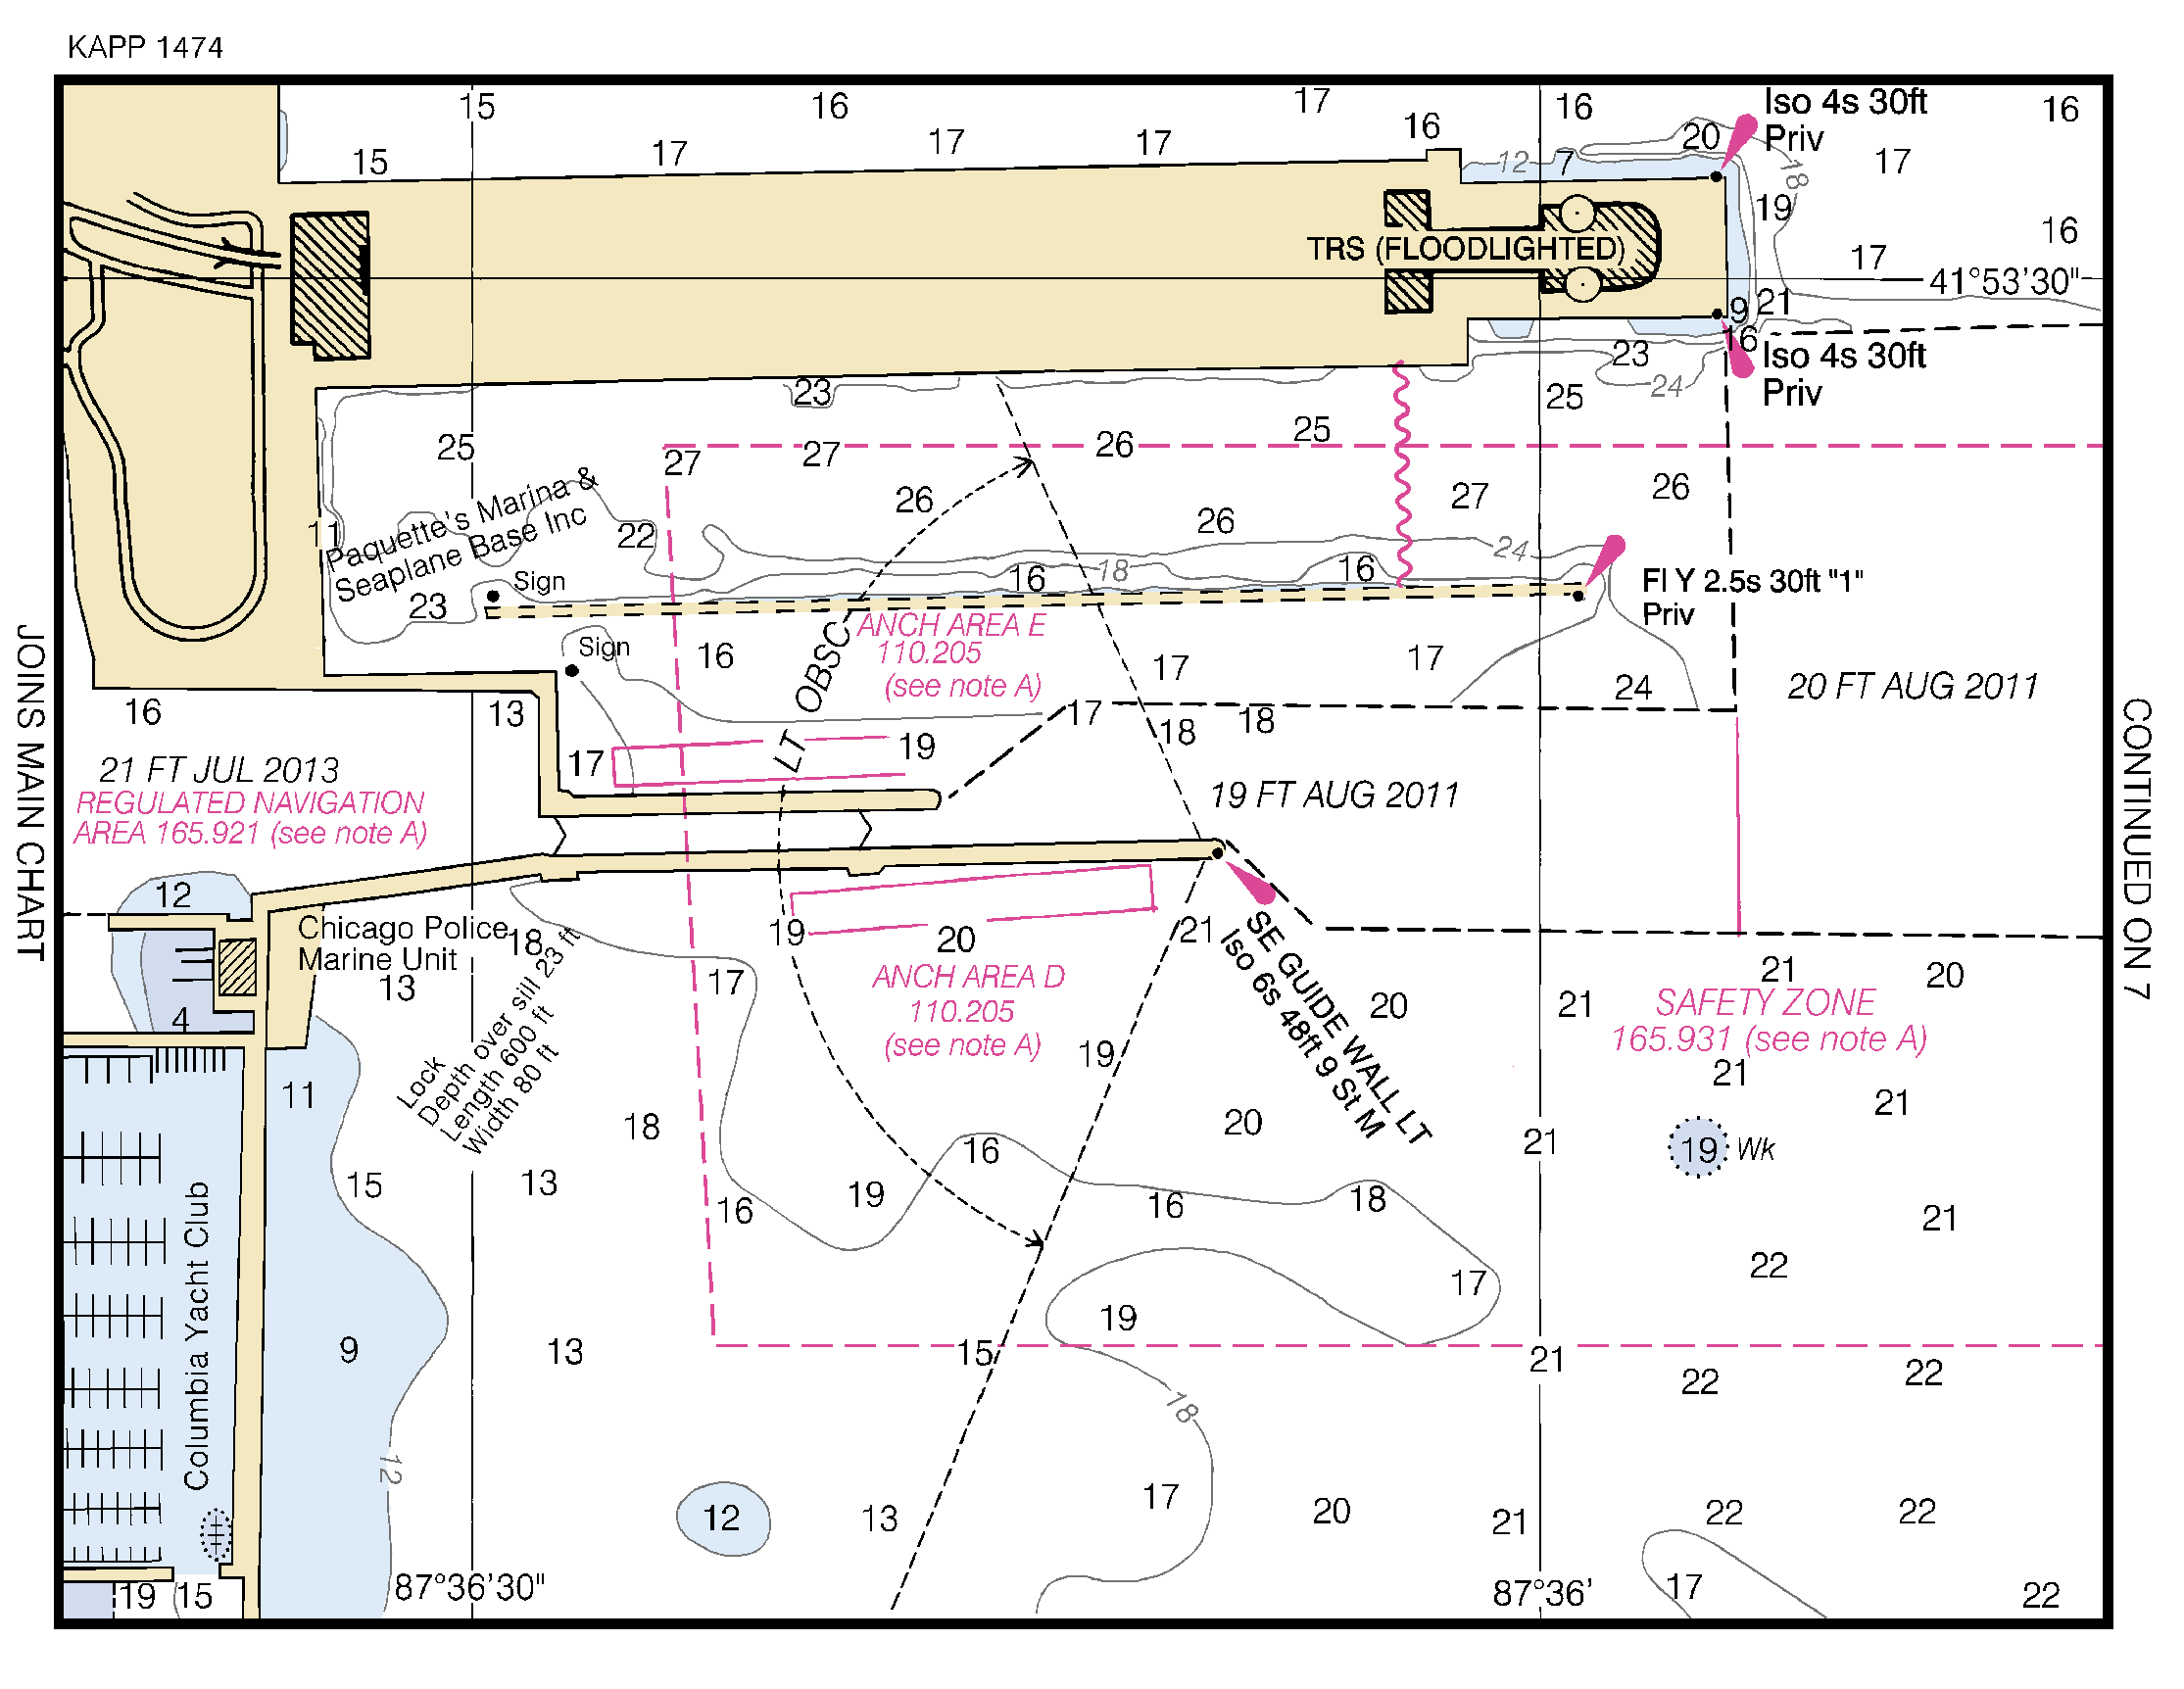 KAPP 1474
15
16
17
16
16
Iso 4s 30ft
Priv
16
15
17
17
17
16
12
7
20
18
17
19
16
TRS (FLOODLIGHTED)
17
41°53'30"
9
21
16
Iso 4s 30ft
Priv
23
24
23
25
25
25
26
27
27
26
27
26
26
11
Paquette's Marina &
Seaplane Base Inc
22
24
Sign
16
18
16
Fl Y 2.5s 30ft "1"
Priv
23
ANCH AREA E
110.205
(see note A)
Sign
16
17
17
24
20 FT AUG 2011
LT OBSC
16
13
17
18
18
17
19
21 FT JUL 2013
REGULATED NAVIGATION
AREA 165.921 (see note A)
19 FT AUG 2011
JOINS MAIN CHART
CONTINUED ON 7
12
Chicago Police
Marine Unit
18
13
4
19
20
21
SE GUIDE WALL LT
Iso 6s 48ft 9 St M
17
ANCH AREA D
110.205
(see note A)
20
21
21
20
SAFETY ZONE
165.931 (see note A)
19
21
21
Lock
Depth over sill 23 ft
Length 600 ft
Width 80 ft
11
18
20
21
19 Wk
16
15
13
16
19
16
18
21
22
17
Columbia Yacht Club
9
13
19
15
21
22
22
18
12
12
13
17
20
21
22
22
19
15
87°36'30"
87°36'
17
22